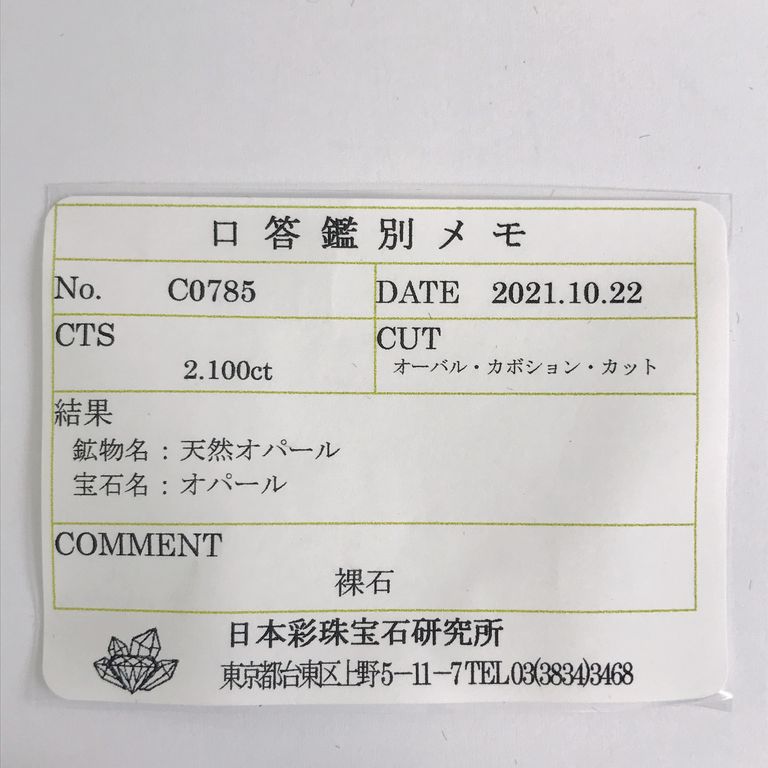 口答鑑別メモ
No. C0785 DATE 2021.10.22
CTS CUT
2.100ct オーバル・カボション・カット
結果
鉱物名：天然オパール
宝石名：オパール
COMMENT
裸石
日本彩珠宝石研究所
東京都台東区上野5-11-7 TEL 03(3834)3468